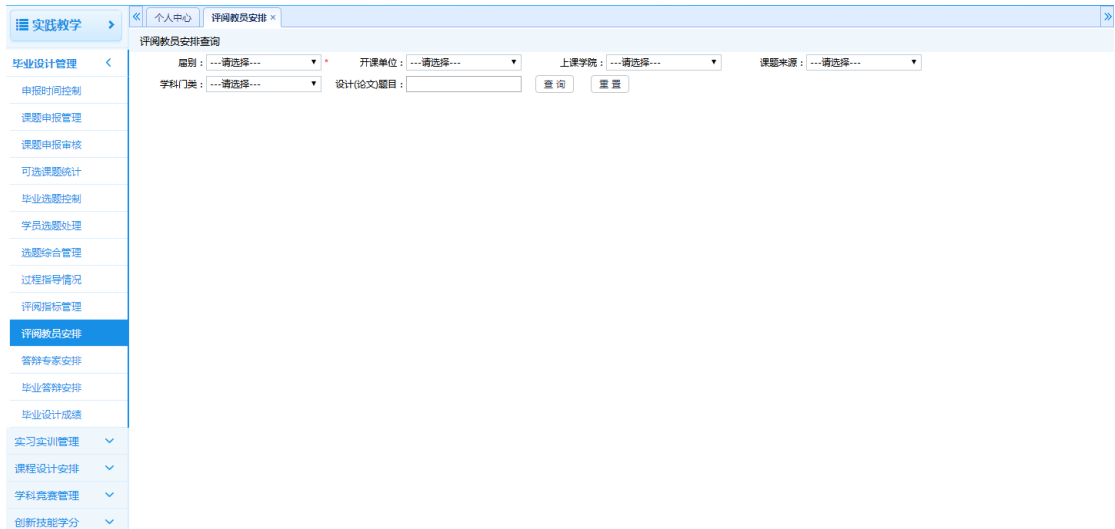 实践教学
个人中心 评阅教员安排 ×
评阅教员安排查询
毕业设计管理
届别：---请选择--- * 开课单位：---请选择--- 上课学院：---请选择--- 课题来源：---请选择---
学科门类：---请选择--- 设计(论文)题目： 查 询 重 置
申报时间控制
课题申报管理
课题申报审核
可选课题统计
毕业选题控制
学员选题处理
选题综合管理
过程指导情况
评阅指标管理
评阅教员安排
答辩专家安排
毕业答辩安排
毕业设计成绩
实习实训管理
课程设计安排
学科竞赛管理
创新技能学分